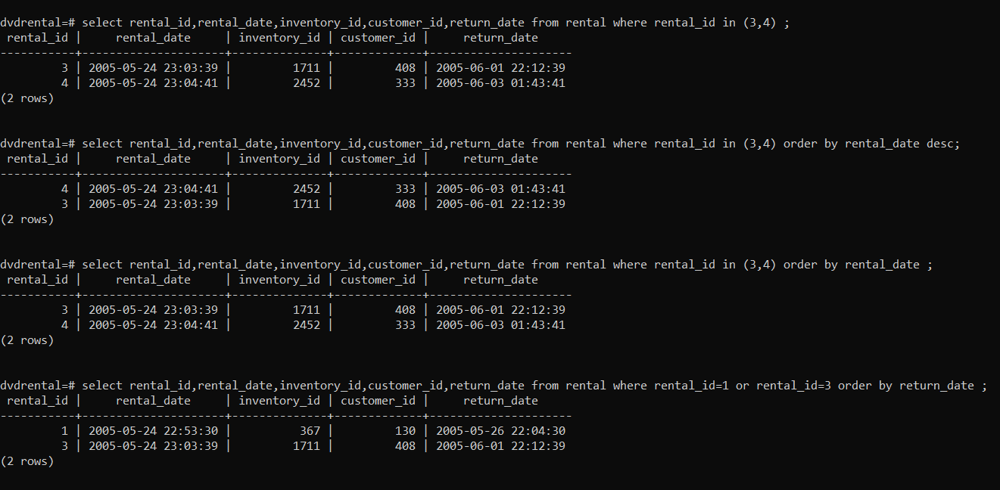 dvdrental=# select rental_id,rental_date,inventory_id,customer_id,return_date from rental where rental_id in (3,4) ;
 rental_id |     rental_date     | inventory_id | customer_id |     return_date
-----------+---------------------+--------------+-------------+---------------------
         3 | 2005-05-24 23:03:39 |         1711 |         408 | 2005-06-01 22:12:39
         4 | 2005-05-24 23:04:41 |         2452 |         333 | 2005-06-03 01:43:41
(2 rows)
dvdrental=# select rental_id,rental_date,inventory_id,customer_id,return_date from rental where rental_id in (3,4) order by rental_date desc;
 rental_id |     rental_date     | inventory_id | customer_id |     return_date
-----------+---------------------+--------------+-------------+---------------------
         4 | 2005-05-24 23:04:41 |         2452 |         333 | 2005-06-03 01:43:41
         3 | 2005-05-24 23:03:39 |         1711 |         408 | 2005-06-01 22:12:39
(2 rows)
dvdrental=# select rental_id,rental_date,inventory_id,customer_id,return_date from rental where rental_id in (3,4) order by rental_date ;
 rental_id |     rental_date     | inventory_id | customer_id |     return_date
-----------+---------------------+--------------+-------------+---------------------
         3 | 2005-05-24 23:03:39 |         1711 |         408 | 2005-06-01 22:12:39
         4 | 2005-05-24 23:04:41 |         2452 |         333 | 2005-06-03 01:43:41
(2 rows)
dvdrental=# select rental_id,rental_date,inventory_id,customer_id,return_date from rental where rental_id=1 or rental_id=3 order by return_date ;
 rental_id |     rental_date     | inventory_id | customer_id |     return_date
-----------+---------------------+--------------+-------------+---------------------
         1 | 2005-05-24 22:53:30 |          367 |         130 | 2005-05-26 22:04:30
         3 | 2005-05-24 23:03:39 |         1711 |         408 | 2005-06-01 22:12:39
(2 rows)